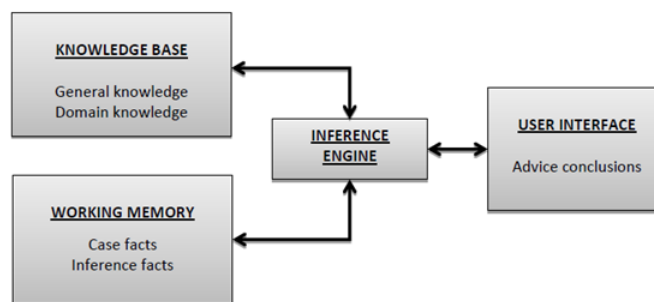 KNOWLEDGE BASE
General knowledge
Domain knowledge
INFERENCE
ENGINE
USER INTERFACE
Advice conclusions
WORKING MEMORY
Case facts
Inference facts